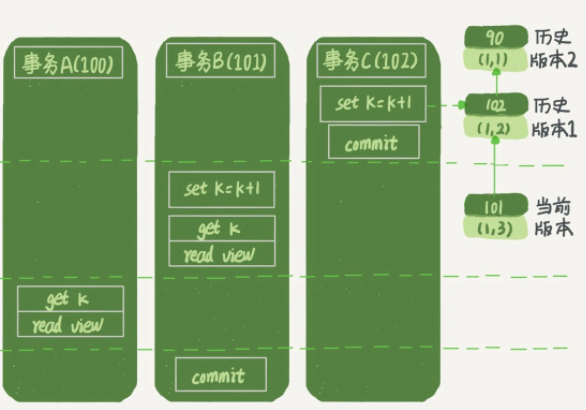 事务A(100)
get k
read view
事务B(101)
set k=k+1
get k
read view
commit
事务C(102)
set k=k+1
commit
90
(1,1)
历史
版本2
102
(1,2)
历史
版本1
101
(1,3)
当前
版本